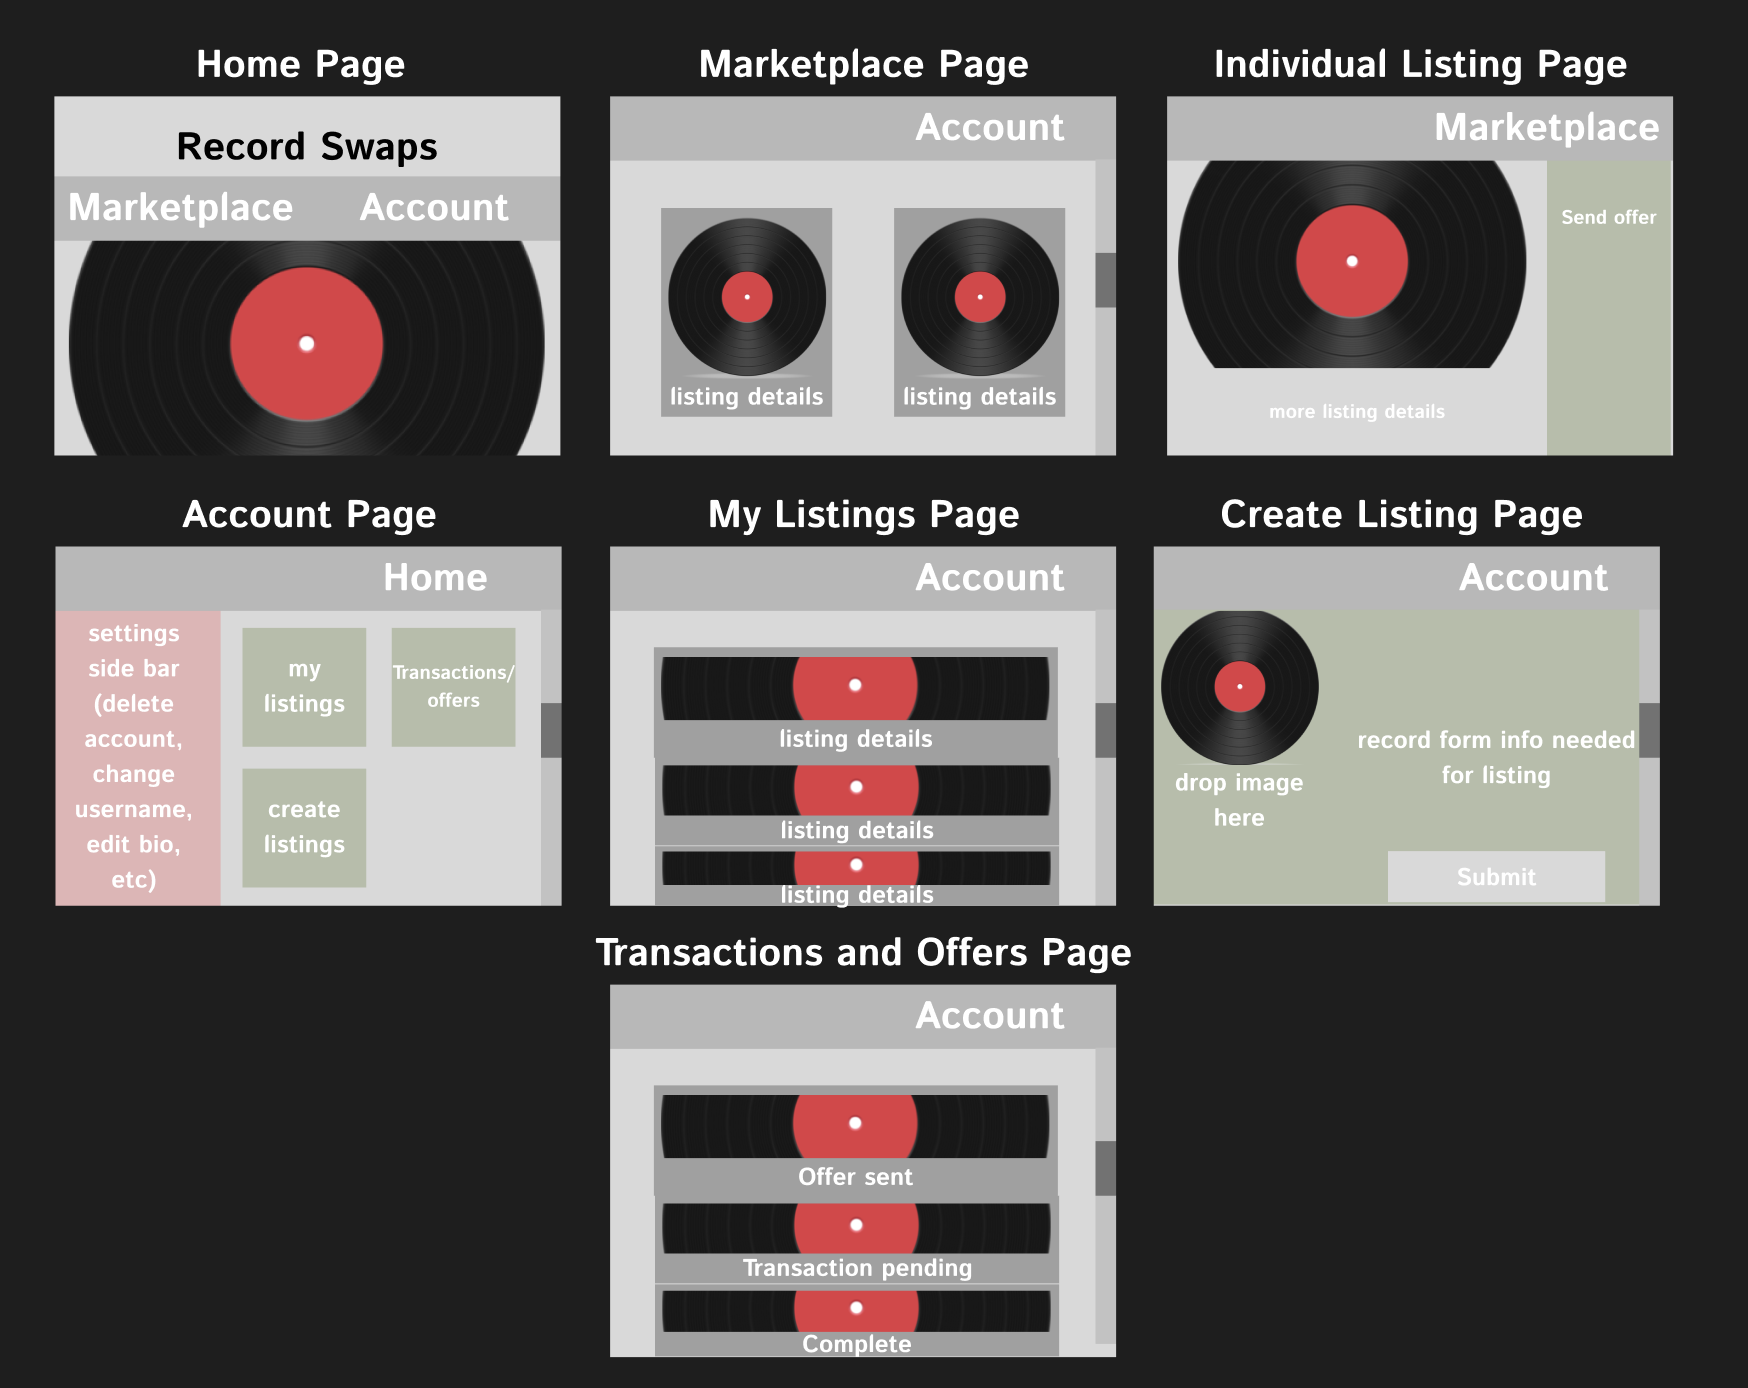 Home Page
Record Swaps
Marketplace Account
Marketplace Page
Account
listing details
listing details
Individual Listing Page
Marketplace
Send offer
more listing details
Account Page
Home
settings
side bar
(delete
account,
change
username,
edit bio,
etc)
my
listings
Transactions/
offers
create
listings
My Listings Page
Account
listing details
listing details
listing details
Create Listing Page
Account
drop image
here
record form info needed
for listing
Submit
Transactions and Offers Page
Account
Offer sent
Transaction pending
Complete